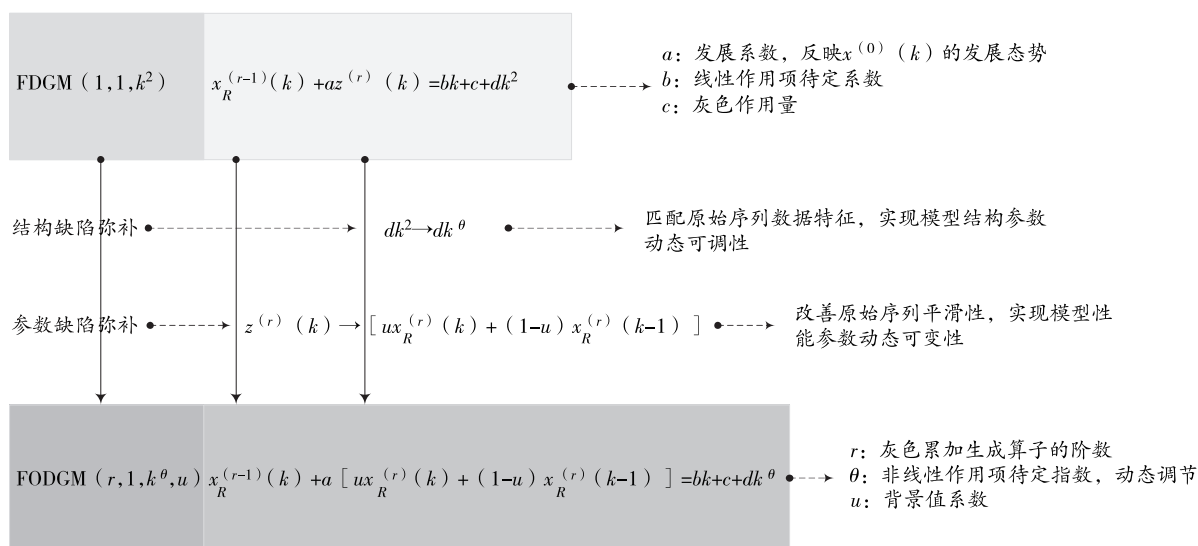 FDGM（1,1,k²） x_R^(r-1)(k)+az^(r)(k)=bk+c+dk²
a：发展系数，反映x^(0)(k)的发展态势
b：线性作用项待定系数
c：灰色作用量
结构缺陷弥补 dk²→dk^θ
匹配原始序列数据特征，实现模型结构参数
动态可调性
参数缺陷弥补 z^(r)(k)→［ux_R^(r)(k)+(1-u)x_R^(r)(k-1)］
改善原始序列平滑性，实现模型性
能参数动态可变性
FODGM（r,1,k^θ,u） x_R^(r-1)(k)+a［ux_R^(r)(k)+(1-u)x_R^(r)(k-1)］=bk+c+dk^θ
r：灰色累加生成算子的阶数
θ：非线性作用项待定指数，动态调节
u：背景值系数